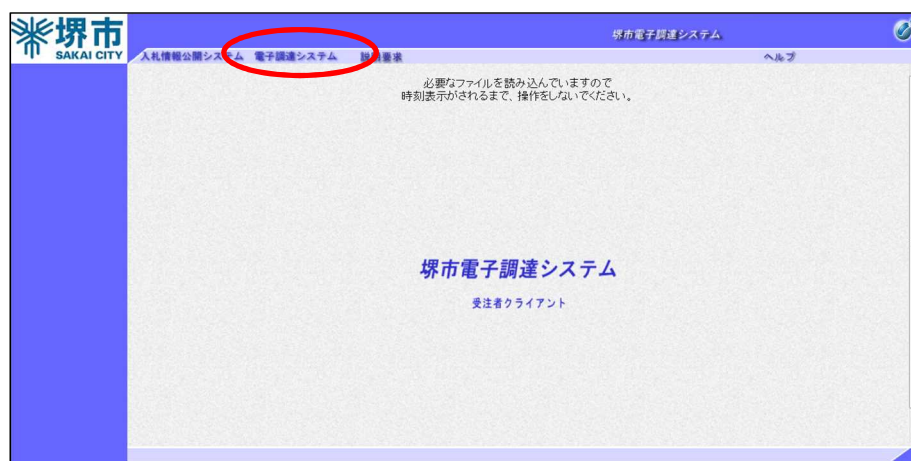 堺市
SAKAI CITY
堺市電子調達システム
入札情報公開システム 電子調達システム 説明要求 ヘルプ
必要なファイルを読み込んでいますので
時刻表示がされるまで、操作をしないでください。
堺市電子調達システム
受注者クライアント